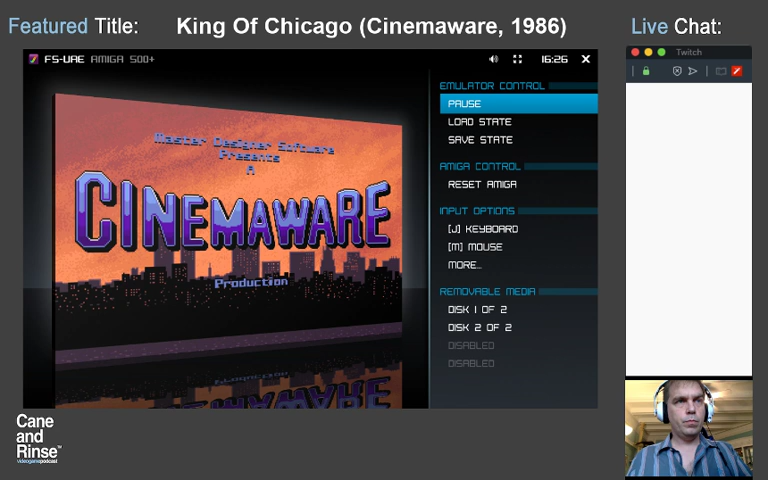 Featured Title:
King Of Chicago (Cinemaware, 1986)
Live Chat:
FS-UAE AMIGA 500+
16:26
Twitch
Master Designer Software
Presents
A
CINEMAWARE
Production
EMULATOR CONTROL
PAUSE
LOAD STATE
SAVE STATE
AMIGA CONTROL
RESET AMIGA
INPUT OPTIONS
[J] KEYBOARD
[M] MOUSE
MORE...
REMOVABLE MEDIA
DISK 1 OF 2
DISK 2 OF 2
DISABLED
DISABLED
Cane
and
Rinse™
videogamepodcast